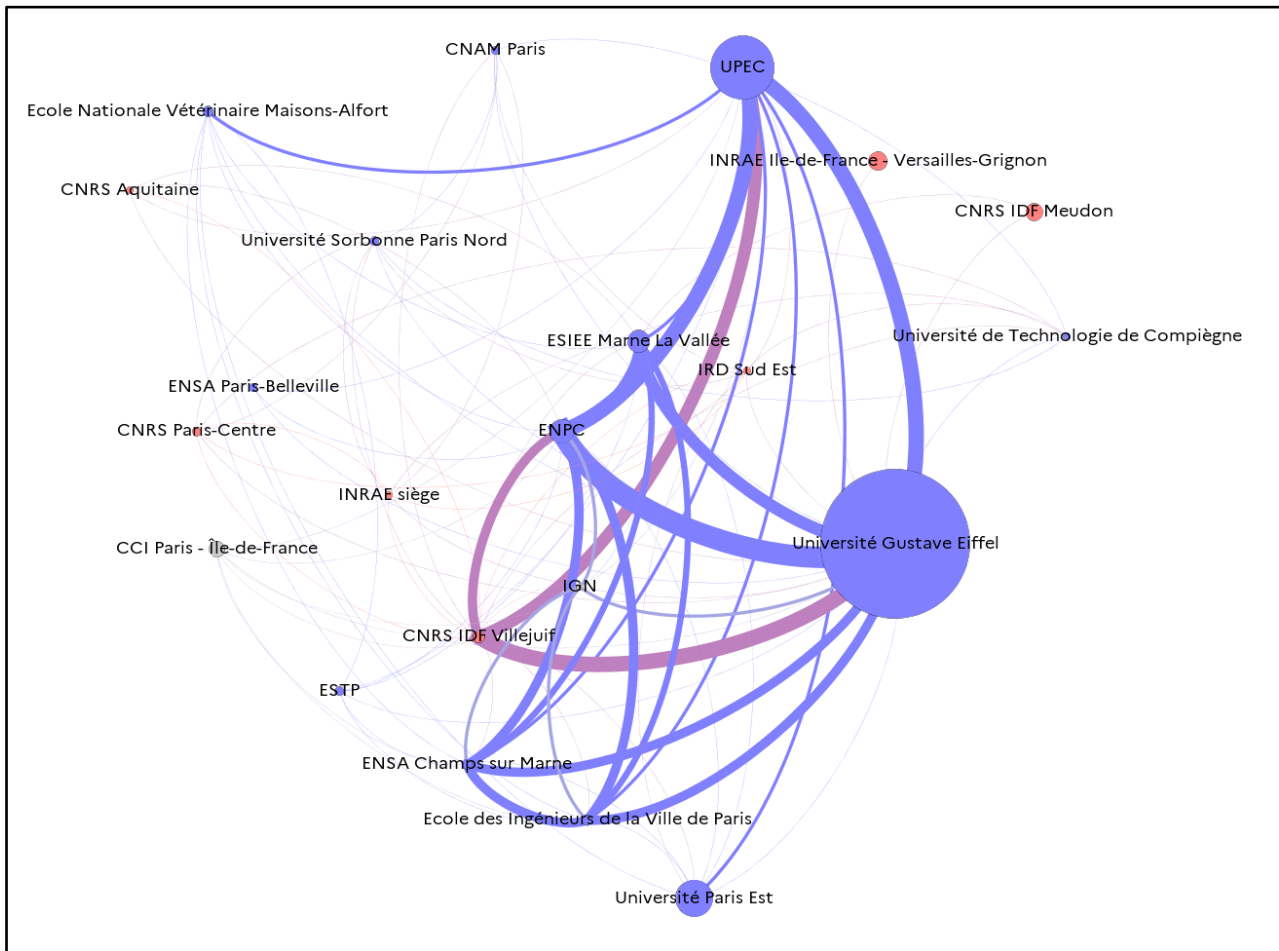 CNAM Paris
UPEC
Ecole Nationale Vétérinaire Maisons-Alfort
INRAE Ile-de-France - Versailles-Grignon
CNRS Aquitaine
CNRS IDF Meudon
Université Sorbonne Paris Nord
Université de Technologie de Compiègne
ESIEE Marne La Vallée
IRD Sud Est
ENSA Paris-Belleville
CNRS Paris-Centre
ENPC
INRAE siège
Université Gustave Eiffel
CCI Paris - Île-de-France
IGN
CNRS IDF Villejuif
ESTP
ENSA Champs sur Marne
Ecole des Ingénieurs de la Ville de Paris
Université Paris Est